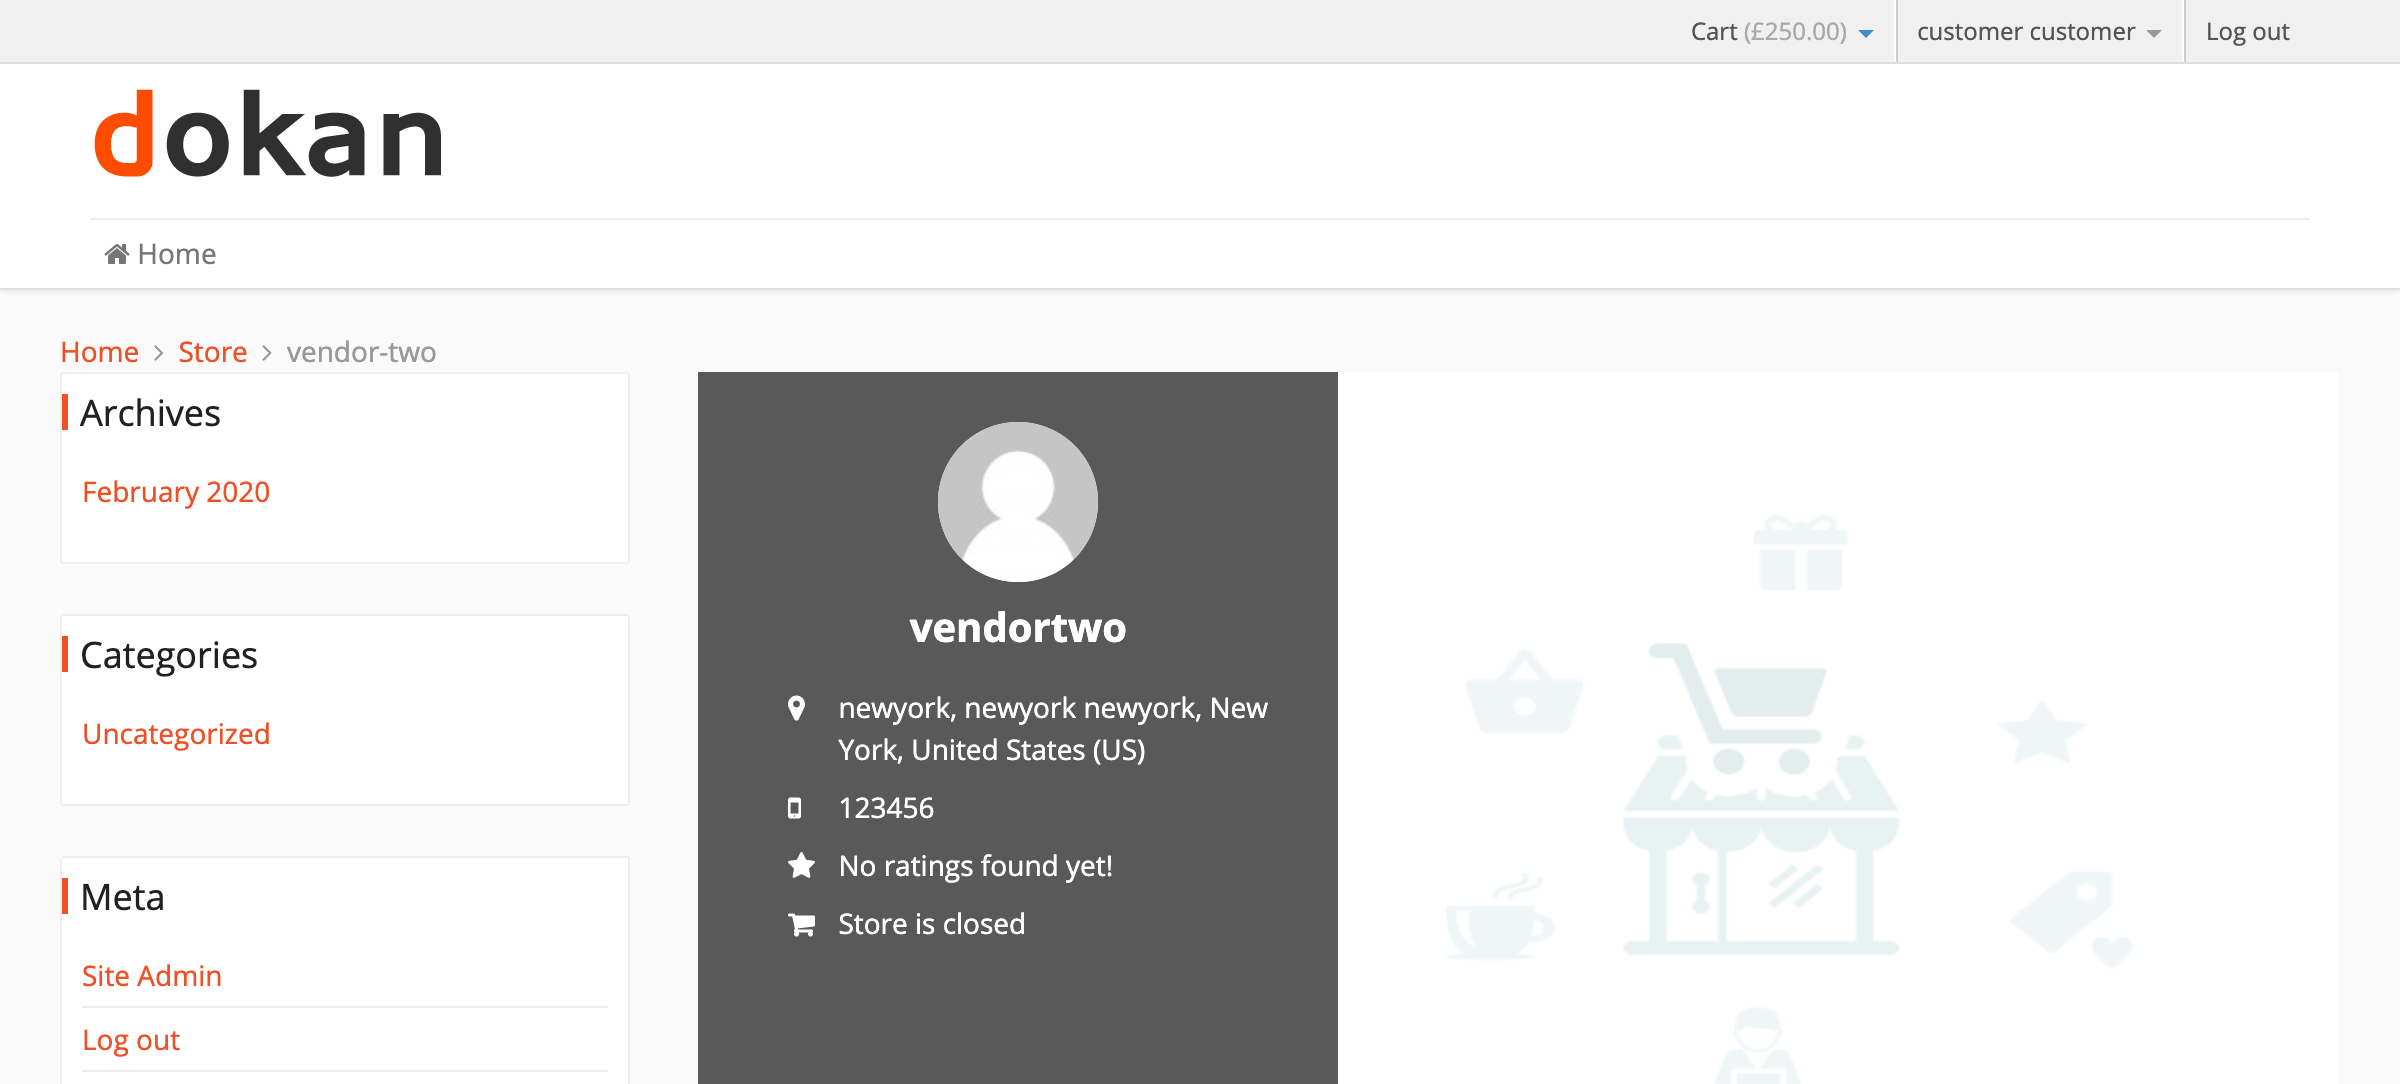 Cart (£250.00) customer customer Log out
dokan
Home
Home > Store > vendor-two
Archives
February 2020
Categories
Uncategorized
Meta
Site Admin
Log out
vendortwo
newyork, newyork newyork, New
York, United States (US)
123456
No ratings found yet!
Store is closed